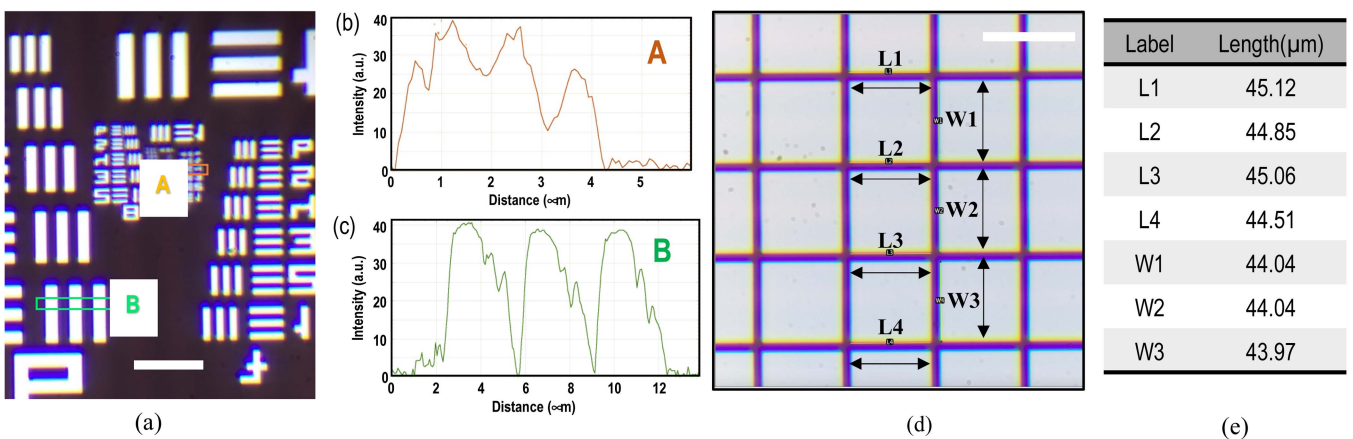 (b)
40
30
20
10
0
Intensity (a.u.)
A
0 1 2 3 4 5
Distance (∝m)
(c)
40
30
20
10
0
Intensity (a.u.)
B
0 2 4 6 8 10 12
Distance (∝m)
A
B
(a)
L1
W1
L2
W2
L3
W3
L4
(d)
Label Length(μm)
L1 45.12
L2 44.85
L3 45.06
L4 44.51
W1 44.04
W2 44.04
W3 43.97
(e)